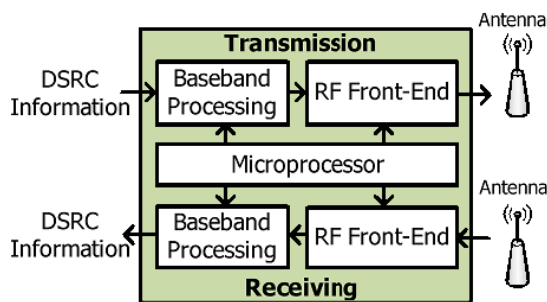 Antenna
Transmission
DSRC
Information
Baseband
Processing
RF Front-End
Microprocessor
Antenna
DSRC
Information
Baseband
Processing
RF Front-End
Receiving